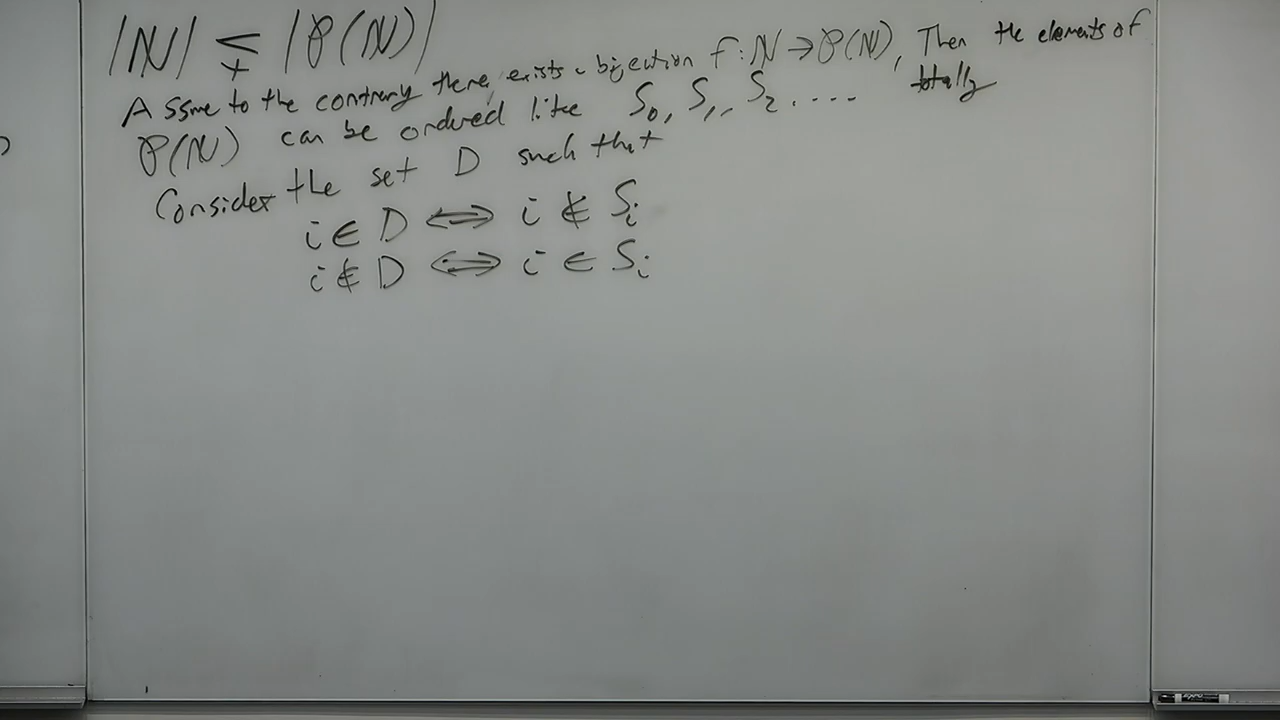 |ℕ| ≨ |𝒫(ℕ)|
Assme to the contrary there exists a bijection f: ℕ → 𝒫(ℕ), Then the elements of
𝒫(ℕ) can be ordered like S₀, S₁, S₂ .... totally
Consider the set D such that
i ∈ D ⟺ i ∉ Sᵢ
i ∉ D ⟺ i ∈ Sᵢ